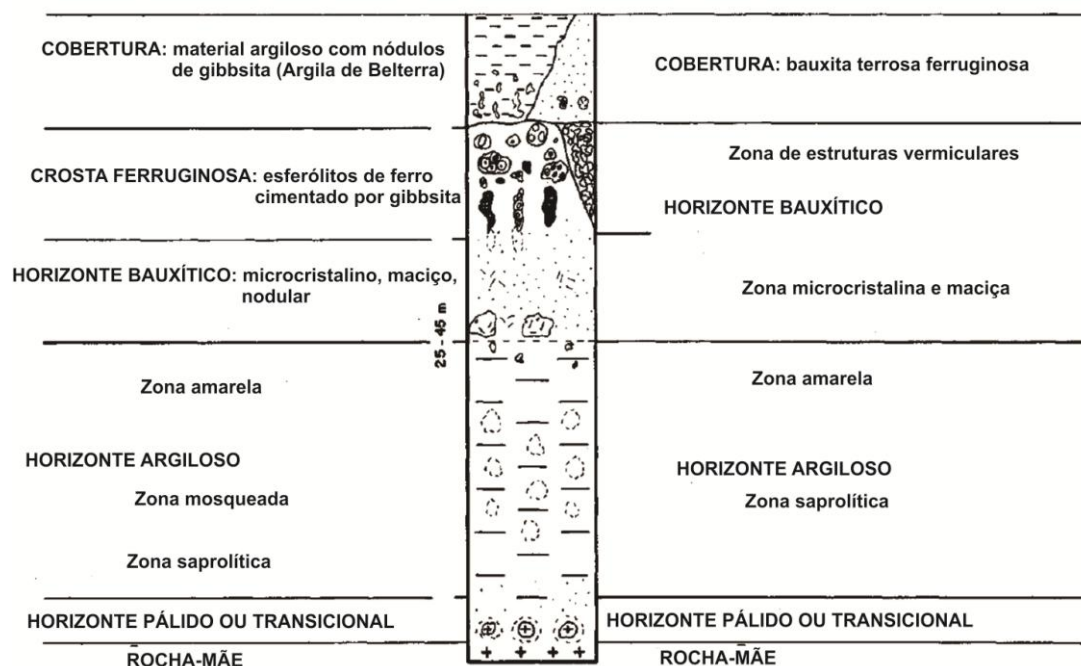 COBERTURA: material argiloso com nódulos
de gibbsita (Argila de Belterra)
CROSTA FERRUGINOSA: esferólitos de ferro
cimentado por gibbsita
HORIZONTE BAUXÍTICO: microcristalino, maciço,
nodular
Zona amarela
HORIZONTE ARGILOSO
Zona mosqueada
Zona saprolítica
HORIZONTE PÁLIDO OU TRANSICIONAL
ROCHA-MÃE
25-45 m
COBERTURA: bauxita terrosa ferruginosa
Zona de estruturas vermiculares
HORIZONTE BAUXÍTICO
Zona microcristalina e maciça
Zona amarela
HORIZONTE ARGILOSO
Zona saprolítica
HORIZONTE PÁLIDO OU TRANSICIONAL
ROCHA-MÃE